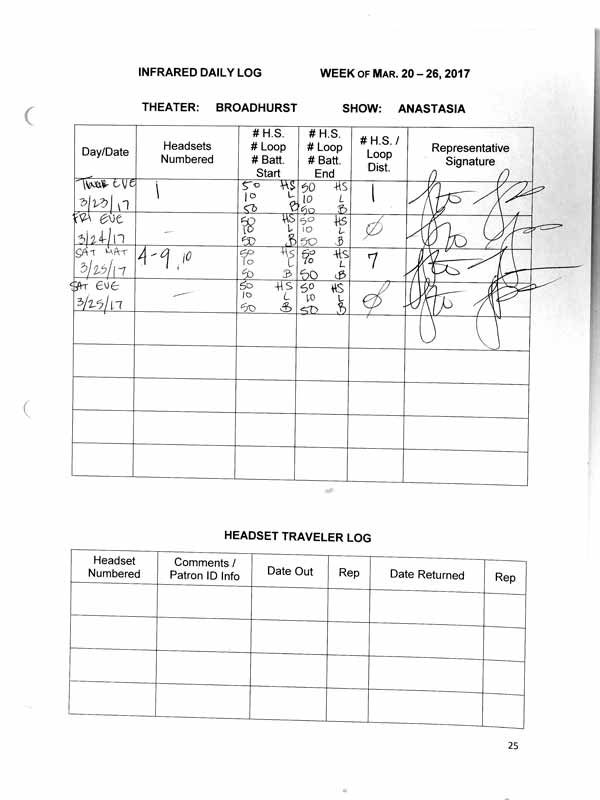 INFRARED DAILY LOG WEEK OF MAR. 20 – 26, 2017
THEATER: BROADHURST SHOW: ANASTASIA
Day/Date Headsets Numbered # H.S. # Loop # Batt. Start # H.S. # Loop # Batt. End # H.S. / Loop Dist. Representative Signature
THUR EVE 1 50 HS 50 HS 1
10 L 10 L
3/23/17 50 B 50 B
FRI EVE – 50 HS 50 HS Ø
10 L 10 L
3/24/17 50 B 50 B
SAT MAT 4-9, 10 50 HS 50 HS 7
3/25/17 10 L 10 L
50 B 50 B
SAT EVE – 50 HS 50 HS Ø
3/25/17 10 L 10 L
50 B 50 B
HEADSET TRAVELER LOG
Headset Numbered Comments / Patron ID Info Date Out Rep Date Returned Rep
25